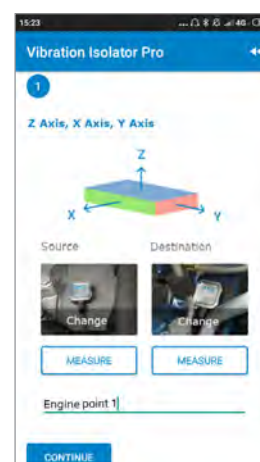 15:23 ... 4G
Vibration Isolator Pro
1
Z Axis, X Axis, Y Axis
Z
X Y
Source Destination
Change Change
MEASURE MEASURE
Engine point 1
CONTINUE